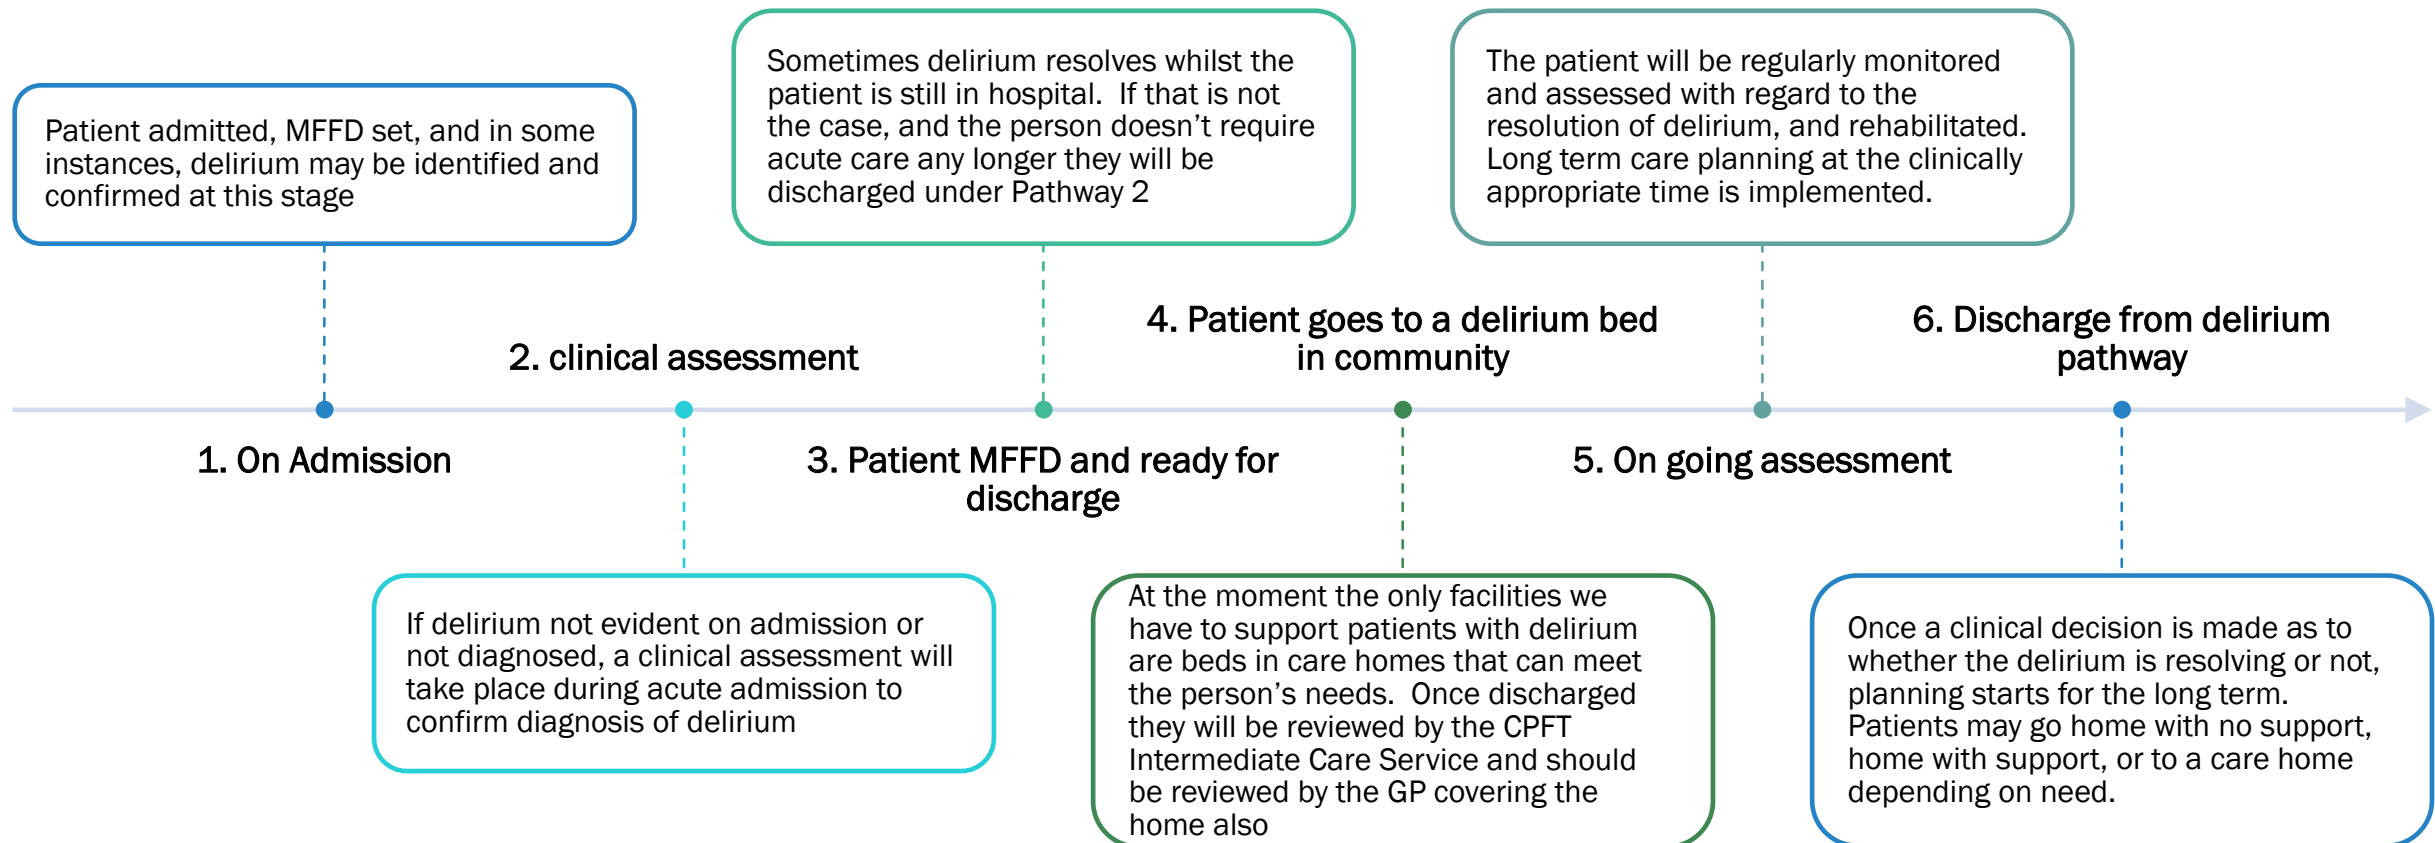 Patient admitted, MFFD set, and in some
instances, delirium may be identified and
confirmed at this stage
1. On Admission
2. clinical assessment
If delirium not evident on admission or
not diagnosed, a clinical assessment will
take place during acute admission to
confirm diagnosis of delirium
Sometimes delirium resolves whilst the
patient is still in hospital.  If that is not
the case, and the person doesn’t require
acute care any longer they will be
discharged under Pathway 2
3. Patient MFFD and ready for
discharge
4. Patient goes to a delirium bed
in community
At the moment the only facilities we
have to support patients with delirium
are beds in care homes that can meet
the person’s needs.  Once discharged
they will be reviewed by the CPFT
Intermediate Care Service and should
be reviewed by the GP covering the
home also
The patient will be regularly monitored
and assessed with regard to the
resolution of delirium, and rehabilitated.
Long term care planning at the clinically
appropriate time is implemented.
5. On going assessment
6. Discharge from delirium
pathway
Once a clinical decision is made as to
whether the delirium is resolving or not,
planning starts for the long term.
Patients may go home with no support,
home with support, or to a care home
depending on need.